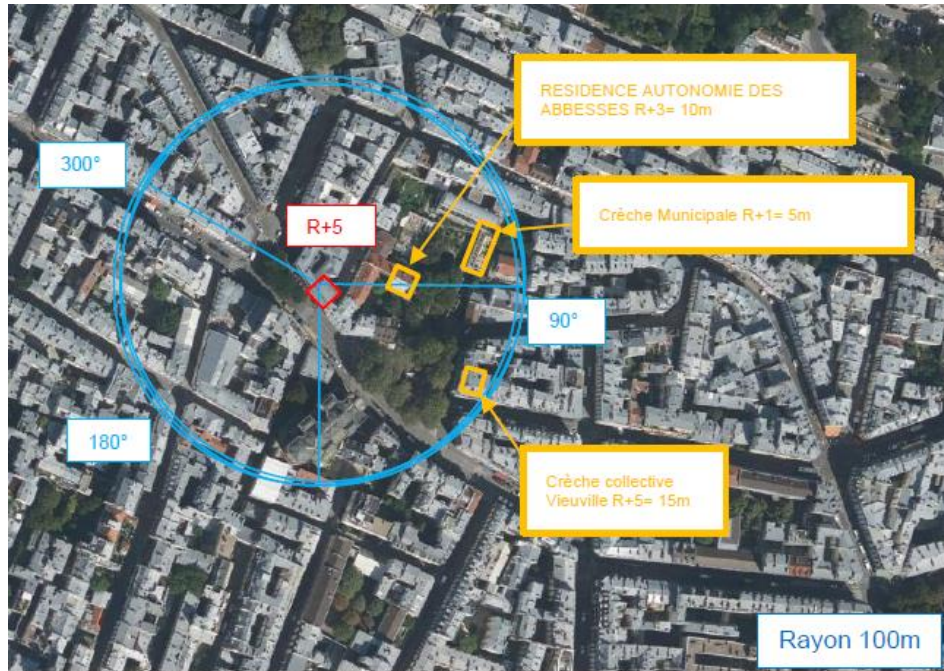 RESIDENCE AUTONOMIE DES
ABBESSES R+3= 10m
300°
Crèche Municipale R+1= 5m
R+5
90°
180°
Crèche collective
Vieuville R+5= 15m
Rayon 100m